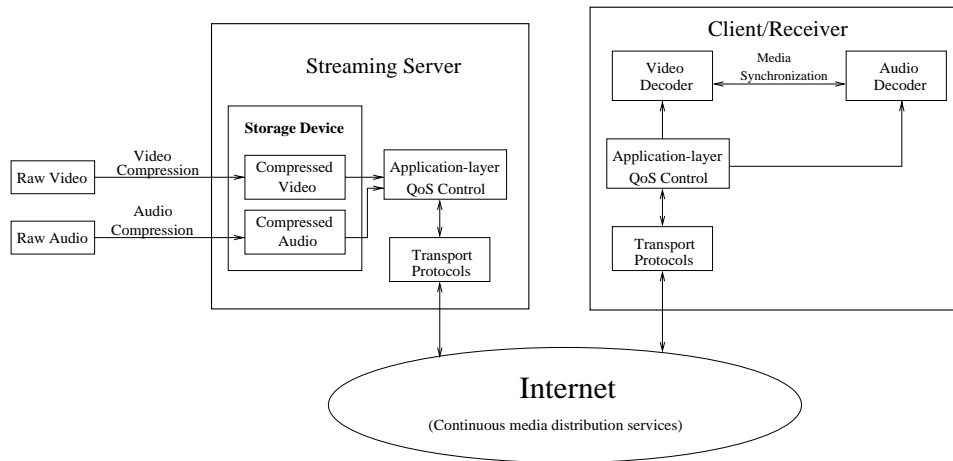 Streaming Server
Storage Device
Raw Video
Video
Compression
Compressed
Video
Raw Audio
Audio
Compression
Compressed
Audio
Application-layer
QoS Control
Transport
Protocols
Client/Receiver
Video
Decoder
Media
Synchronization
Audio
Decoder
Application-layer
QoS Control
Transport
Protocols
Internet
(Continuous media distribution services)